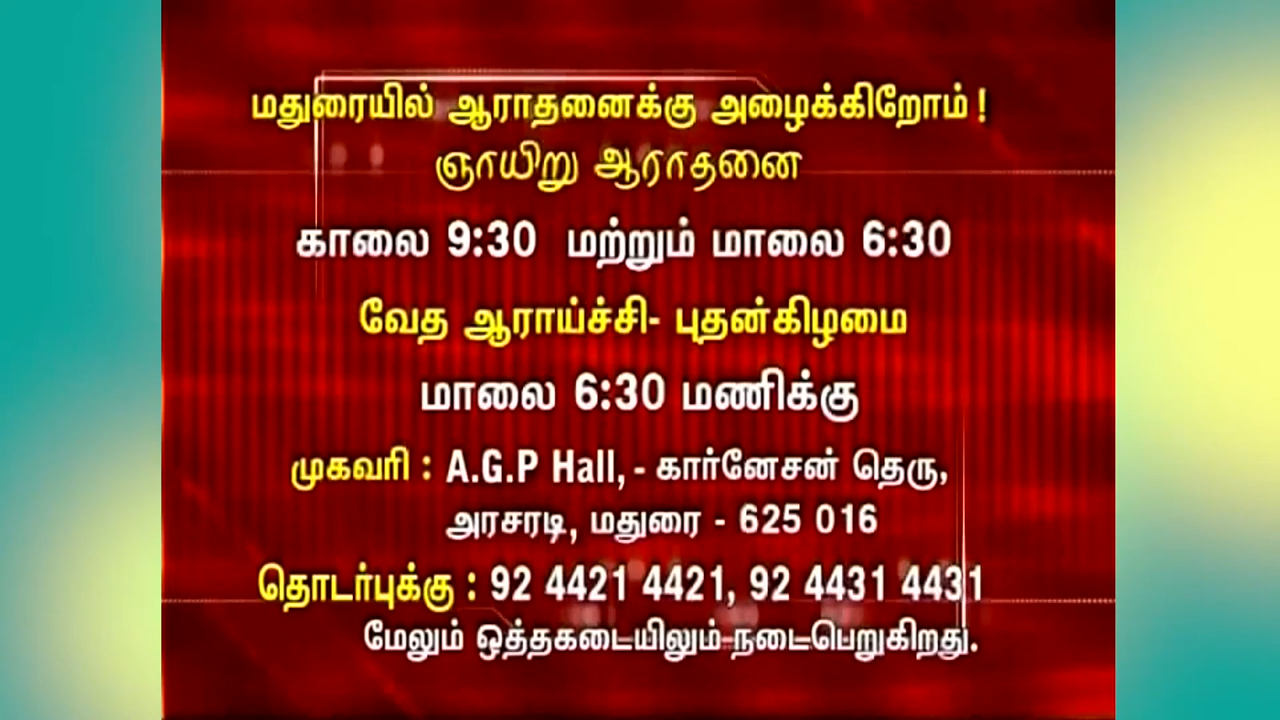 மதுரையில் ஆராதனைக்கு அழைக்கிறோம் !
ஞாயிறு ஆராதனை
காலை 9:30 மற்றும் மாலை 6:30
வேத ஆராய்ச்சி- புதன்கிழமை
மாலை 6:30 மணிக்கு
முகவரி : A.G.P Hall, - கார்னேசன் தெரு,
அரசரடி, மதுரை - 625 016
தொடர்புக்கு : 92 4421 4421, 92 4431 4431
மேலும் ஒத்தகடையிலும் நடைபெறுகிறது.